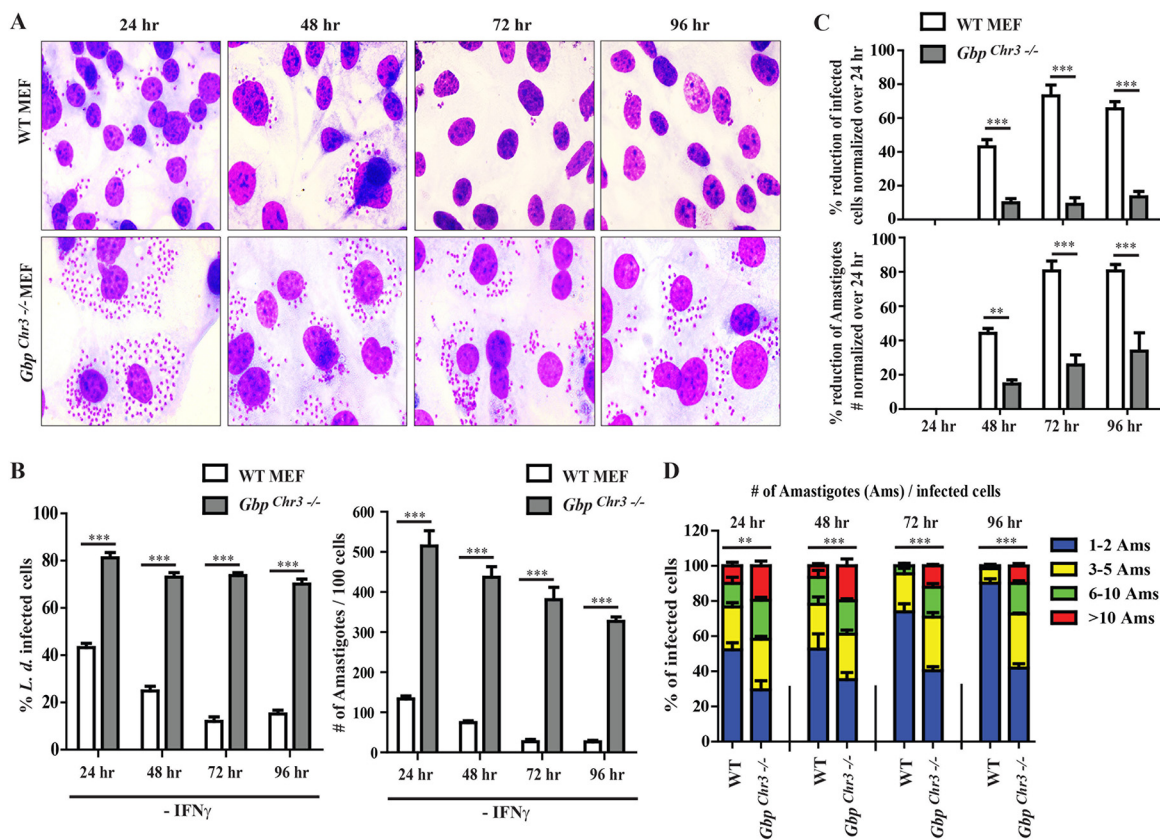 A
24 hr
48 hr
72 hr
96 hr
WT MEF
Gbp Chr3 -/- MEF
C
WT MEF
Gbp Chr3 -/-
% reduction of infected
cells normalized over 24 hr
100
80
60
40
20
0
***
***
***
% reduction of Amastigotes
# normalized over 24 hr
100
80
60
40
20
0
**
***
***
24 hr
48 hr
72 hr
96 hr
B
WT MEF
Gbp Chr3 -/-
% L. d. infected cells
100
80
60
40
20
0
***
***
***
***
24 hr
48 hr
72 hr
96 hr
- IFNγ
WT MEF
Gbp Chr3 -/-
# of Amastigotes / 100 cells
600
500
400
300
200
100
0
***
***
***
***
24 hr
48 hr
72 hr
96 hr
- IFNγ
D
# of Amastigotes (Ams) / infected cells
24 hr
48 hr
72 hr
96 hr
**
***
***
***
% of infected cells
120
100
80
60
40
20
0
WT
Gbp Chr3 -/-
WT
Gbp Chr3 -/-
WT
Gbp Chr3 -/-
WT
Gbp Chr3 -/-
1-2 Ams
3-5 Ams
6-10 Ams
>10 Ams